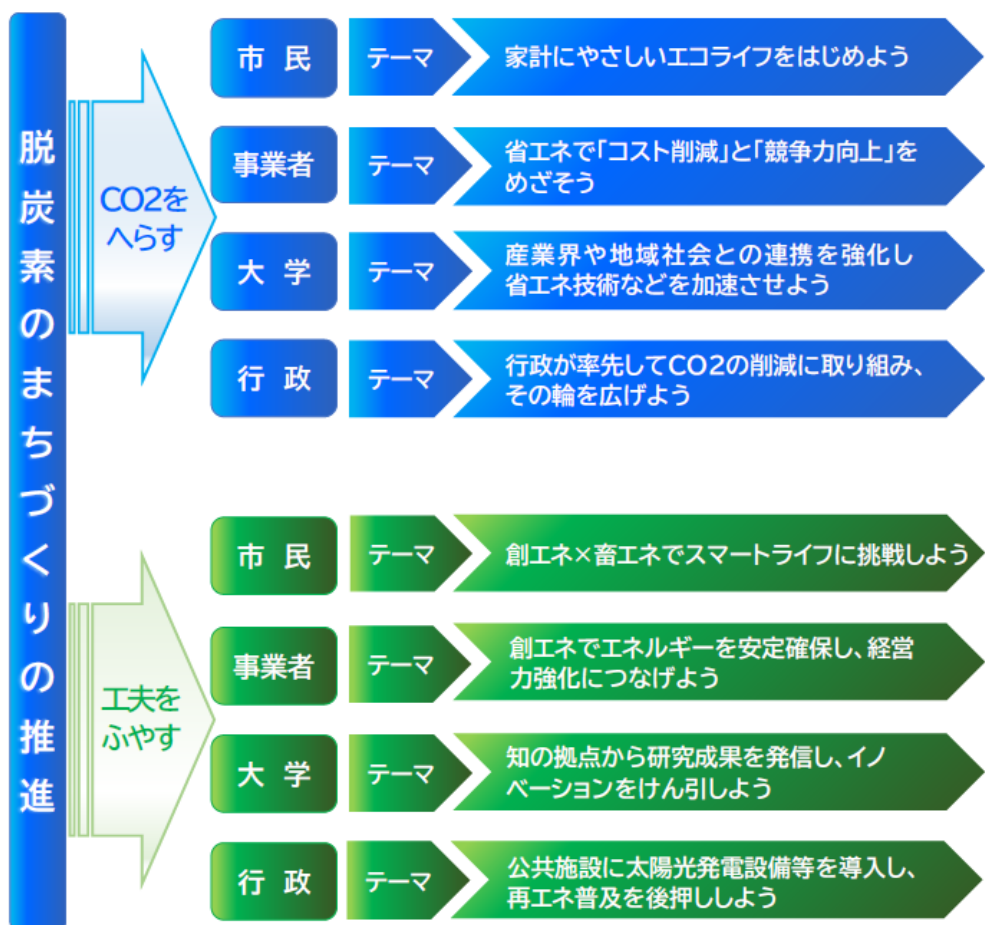 脱炭素のまちづくりの推進
CO2を
へらす
市 民
テーマ
家計にやさしいエコライフをはじめよう
事業者
テーマ
省エネで「コスト削減」と「競争力向上」を
めざそう
大 学
テーマ
産業界や地域社会との連携を強化し
省エネ技術などを加速させよう
行 政
テーマ
行政が率先してCO2の削減に取り組み、
その輪を広げよう
工夫を
ふやす
市 民
テーマ
創エネ×畜エネでスマートライフに挑戦しよう
事業者
テーマ
創エネでエネルギーを安定確保し、経営
力強化につなげよう
大 学
テーマ
知の拠点から研究成果を発信し、イノ
ベーションをけん引しよう
行 政
テーマ
公共施設に太陽光発電設備等を導入し、
再エネ普及を後押ししよう